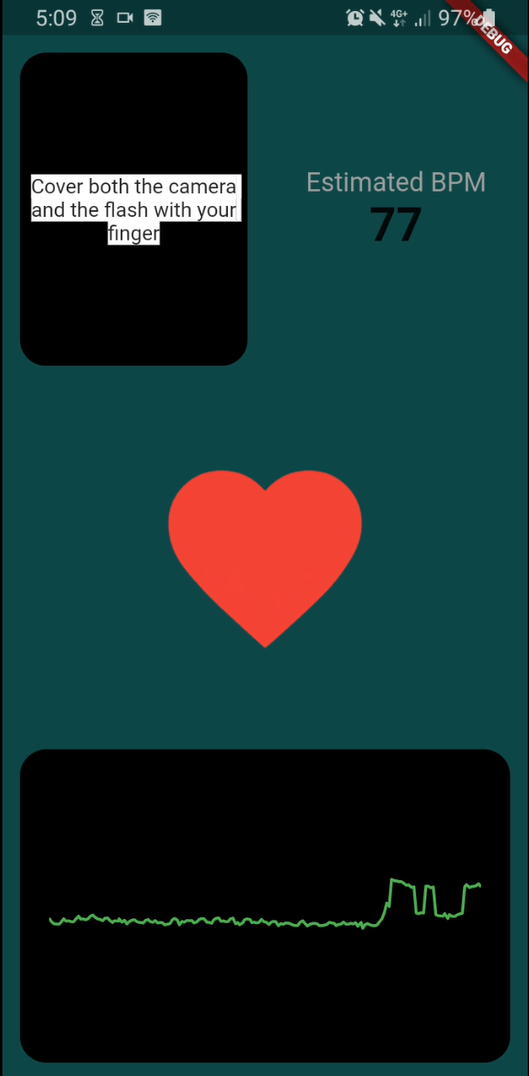 5:09
4G+
97%
DEBUG
Cover both the camera
and the flash with your
finger
Estimated BPM
77